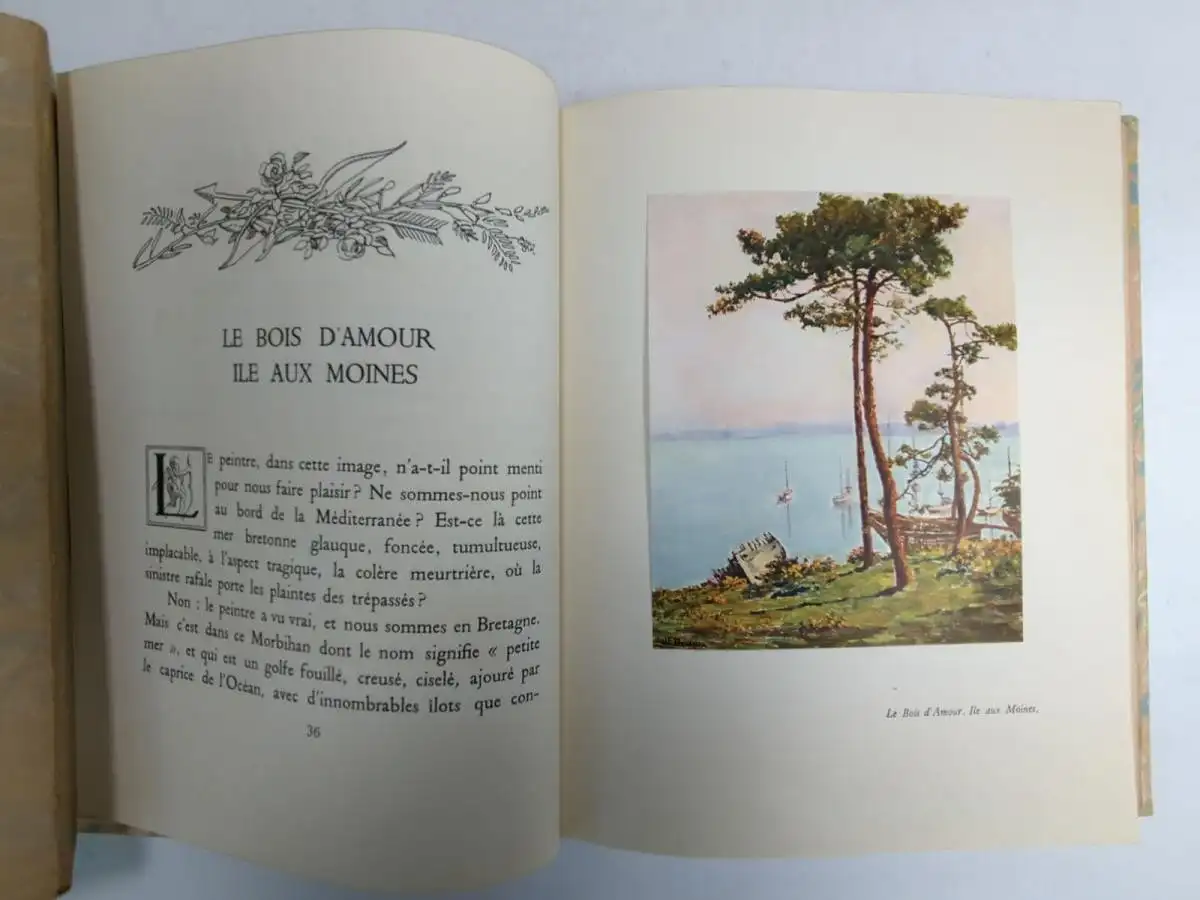 LE BOIS D'AMOUR
ILE AUX MOINES
LE peintre, dans cette image, n'a-t-il point menti
pour nous faire plaisir ? Ne sommes-nous point
au bord de la Méditerranée ? Est-ce là cette
mer bretonne glauque, foncée, tumultueuse,
implacable, à l'aspect tragique, la colère meurtrière, où la
sinistre rafale porte les plaintes des trépassés ?
Non : le peintre a vu vrai, et nous sommes en Bretagne.
Mais c'est dans ce Morbihan dont le nom signifie « petite
mer », et qui est un golfe fouillé, creusé, ciselé, ajouré par
le caprice de l'Océan, avec d'innombrables îlots que con-
36
Le Bois d'Amour. Ile aux Moines.